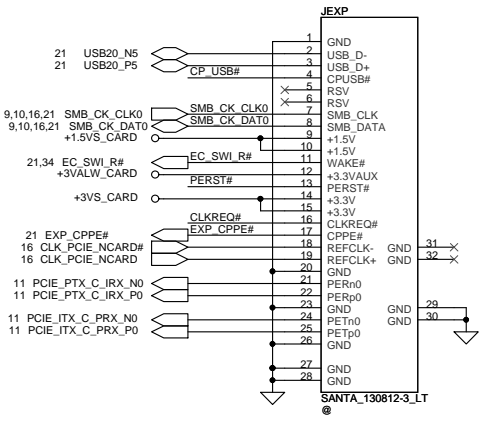 JEXP
1 GND
21 USB20_N5 2 USB_D-
21 USB20_P5 3 USB_D+
CP_USB# 4 CPUSB#
5 RSV
6 RSV
9,10,16,21 SMB_CK_CLK0 SMB_CK_CLK0 7 SMB_CLK
9,10,16,21 SMB_CK_DAT0 SMB_CK_DAT0 8 SMB_DATA
+1.5VS_CARD 9 +1.5V
10 +1.5V
21,34 EC_SWI_R# EC_SWI_R# 11 WAKE#
+3VALW_CARD 12 +3.3VAUX
PERST# 13 PERST#
+3VS_CARD 14 +3.3V
15 +3.3V
CLKREQ# 16 CLKREQ#
21 EXP_CPPE# EXP_CPPE# 17 CPPE#
16 CLK_PCIE_NCARD# 18 REFCLK- GND 31
16 CLK_PCIE_NCARD 19 REFCLK+ GND 32
20 GND
11 PCIE_PTX_C_IRX_N0 21 PERn0
11 PCIE_PTX_C_IRX_P0 22 PERp0
23 GND GND 29
11 PCIE_ITX_C_PRX_N0 24 PETn0 GND 30
11 PCIE_ITX_C_PRX_P0 25 PETp0
26 GND
27 GND
28 GND
SANTA_130812-3_LT
@